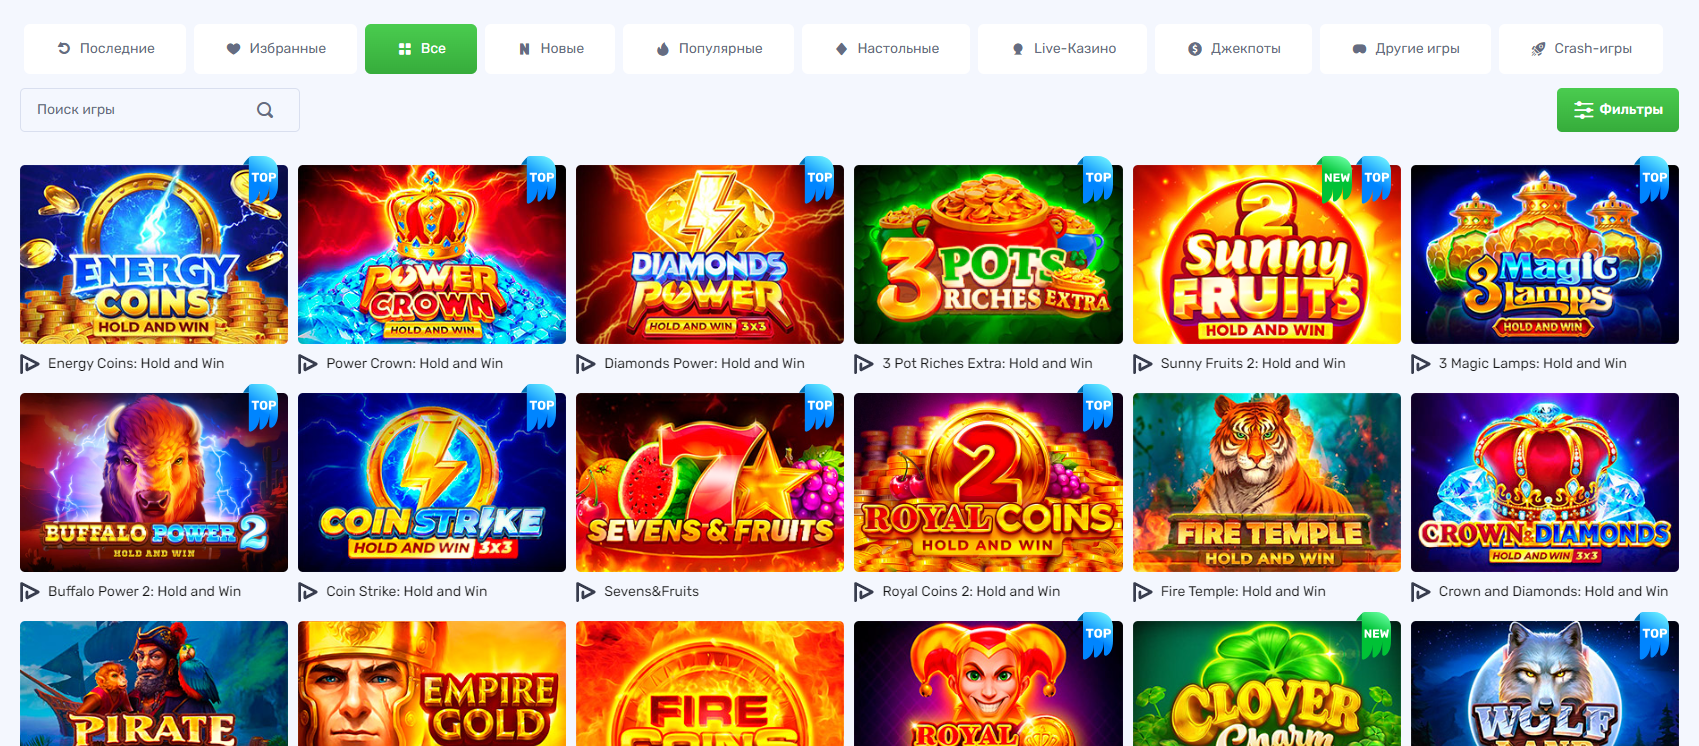 Последние
Избранные
Все
Новые
Популярные
Настольные
Live-Казино
Джекпоты
Другие игры
Crash-игры
Поиск игры
Фильтры
TOP
ENERGY
COINS
HOLD AND WIN
TOP
POWER
CROWN
HOLD AND WIN
TOP
DIAMONDS
POWER
HOLD AND WIN 3X3
TOP
3 POTS
RICHES EXTRA
NEW TOP
2
Sunny
FRUITS
HOLD AND WIN
TOP
3 Magic
lamps
HOLD AND WIN
Energy Coins: Hold and Win
Power Crown: Hold and Win
Diamonds Power: Hold and Win
3 Pot Riches Extra: Hold and Win
Sunny Fruits 2: Hold and Win
3 Magic Lamps: Hold and Win
TOP
BUFFALO POWER 2
HOLD AND WIN
TOP
COIN STRIKE
HOLD AND WIN 3X3
TOP
7
SEVENS & FRUITS
TOP
2
ROYAL COINS
HOLD AND WIN
FIRE TEMPLE
HOLD AND WIN
CROWN & DIAMONDS
HOLD AND WIN 3X3
Buffalo Power 2: Hold and Win
Coin Strike: Hold and Win
Sevens&Fruits
Royal Coins 2: Hold and Win
Fire Temple: Hold and Win
Crown and Diamonds: Hold and Win
PIRATE
EMPIRE
GOLD
FIRE
COINS
TOP
ROYAL
NEW
CLOVER
Charm
TOP
WOLF
LAND